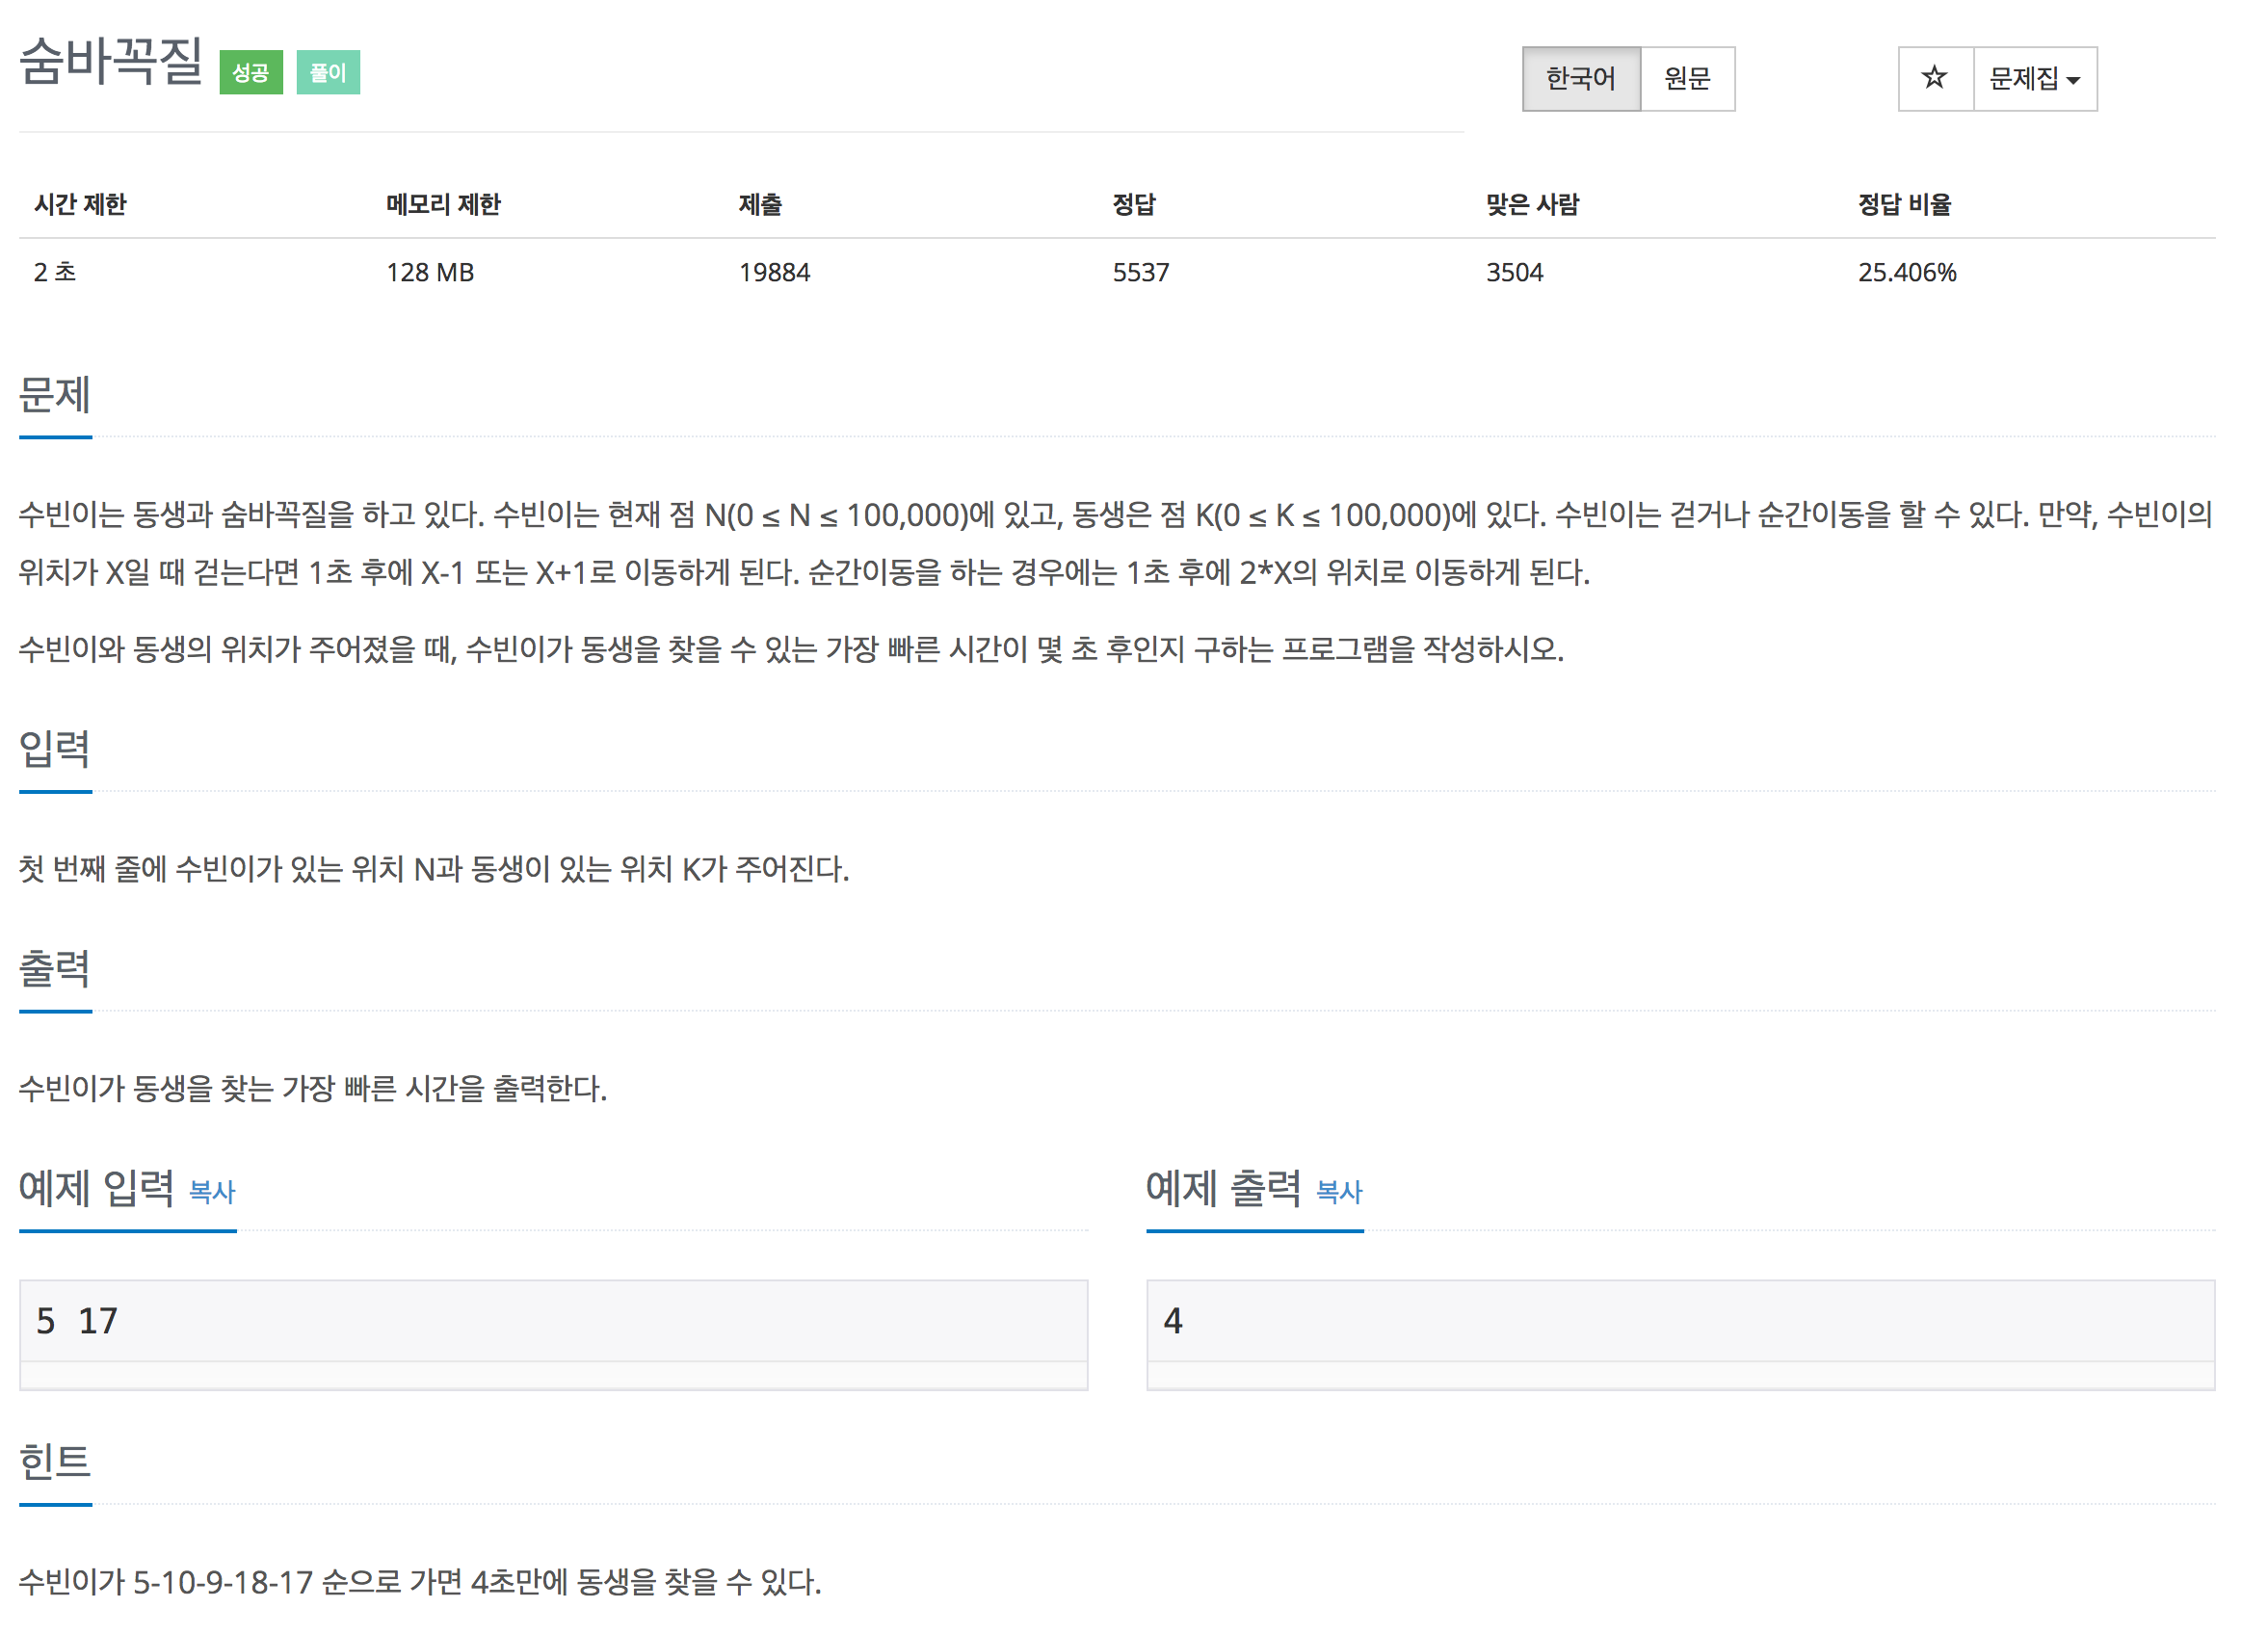 숨바꼭질 성공 풀이 한국어 원문 ☆ 문제집
시간 제한 메모리 제한 제출 정답 맞은 사람 정답 비율
2 초 128 MB 19884 5537 3504 25.406%
문제
수빈이는 동생과 숨바꼭질을 하고 있다. 수빈이는 현재 점 N(0 ≤ N ≤ 100,000)에 있고, 동생은 점 K(0 ≤ K ≤ 100,000)에 있다. 수빈이는 걷거나 순간이동을 할 수 있다. 만약, 수빈이의
위치가 X일 때 걷는다면 1초 후에 X-1 또는 X+1로 이동하게 된다. 순간이동을 하는 경우에는 1초 후에 2*X의 위치로 이동하게 된다.
수빈이와 동생의 위치가 주어졌을 때, 수빈이가 동생을 찾을 수 있는 가장 빠른 시간이 몇 초 후인지 구하는 프로그램을 작성하시오.
입력
첫 번째 줄에 수빈이가 있는 위치 N과 동생이 있는 위치 K가 주어진다.
출력
수빈이가 동생을 찾는 가장 빠른 시간을 출력한다.
예제 입력 복사 예제 출력 복사
5 17 4
힌트
수빈이가 5-10-9-18-17 순으로 가면 4초만에 동생을 찾을 수 있다.